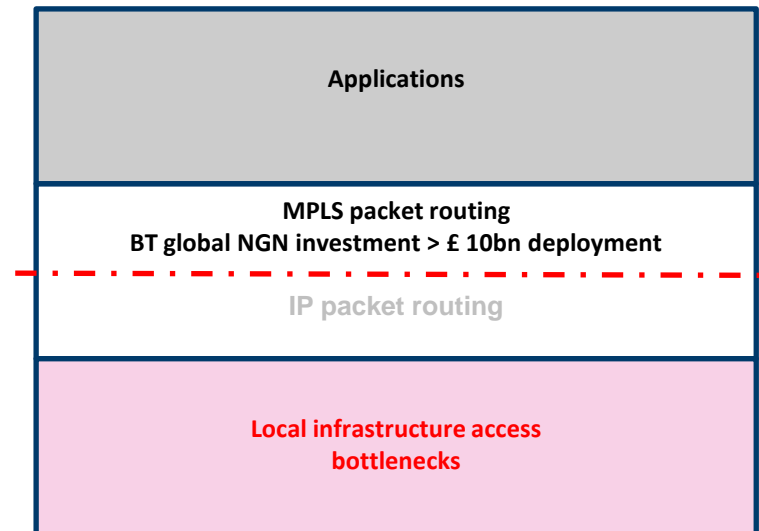 Applications
MPLS packet routing
BT global NGN investment > £ 10bn deployment
IP packet routing
Local infrastructure access
bottlenecks